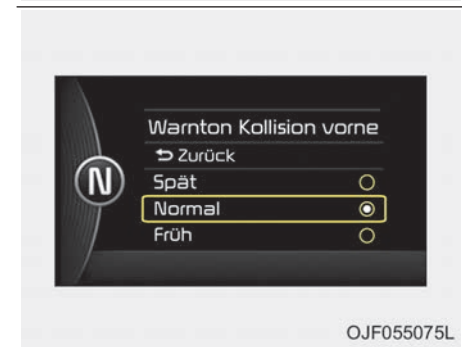 Warnton Kollision vorne
Zurück
N
Spät
Normal
Früh
OJF055075L